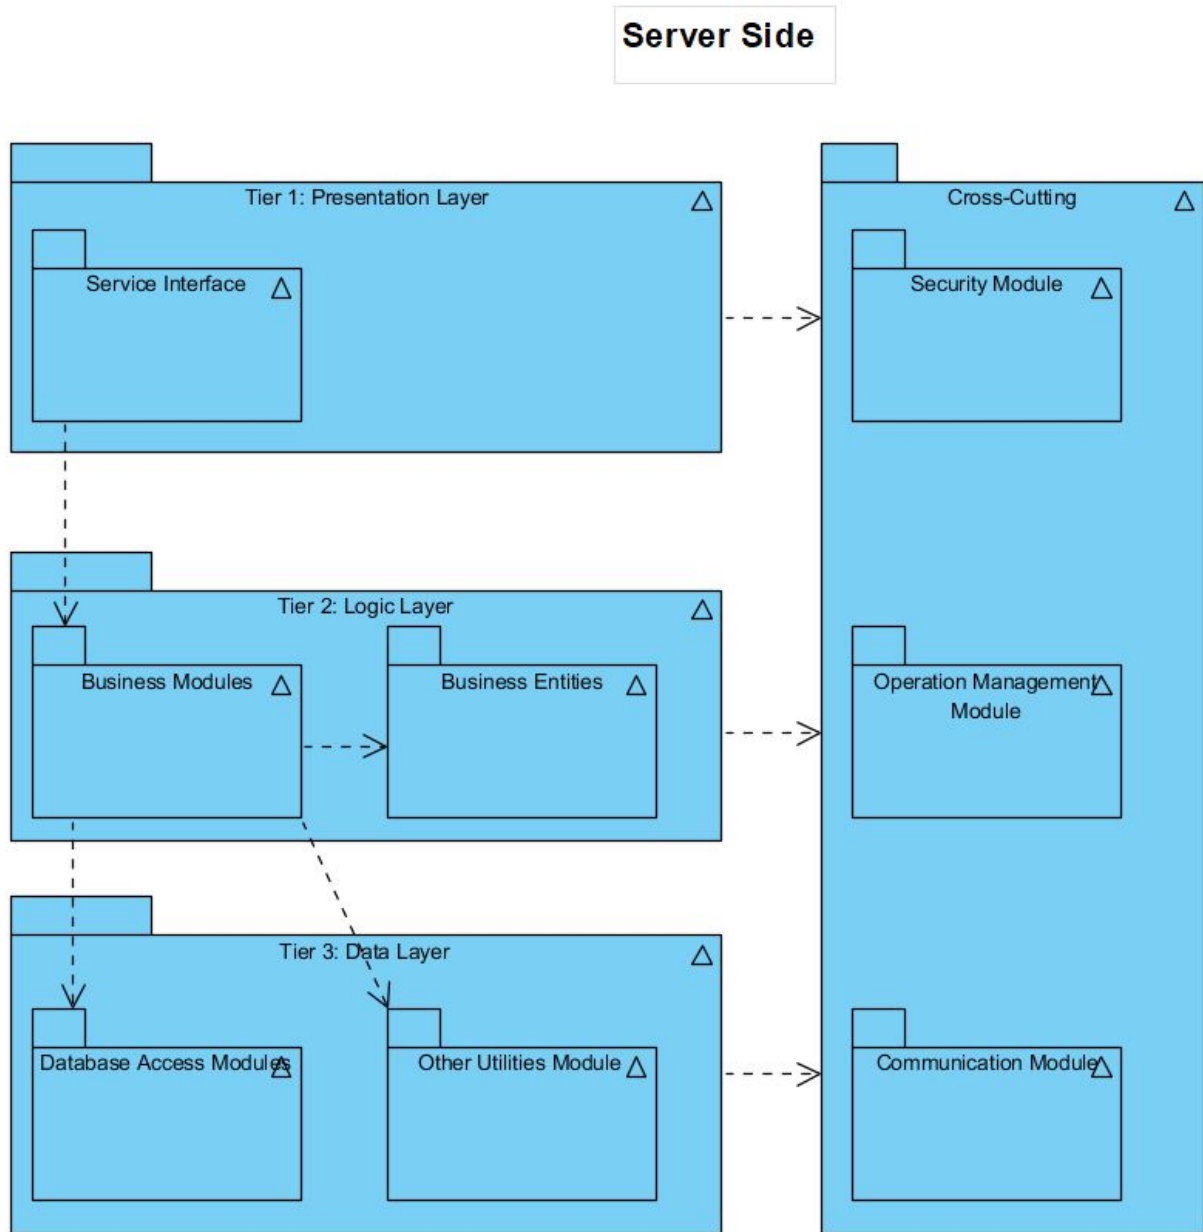 Server Side
Tier 1: Presentation Layer
Cross-Cutting
Service Interface
Security Module
Tier 2: Logic Layer
Business Modules
Business Entities
Operation Management
Module
Tier 3: Data Layer
Database Access Modules
Other Utilities Module
Communication Module